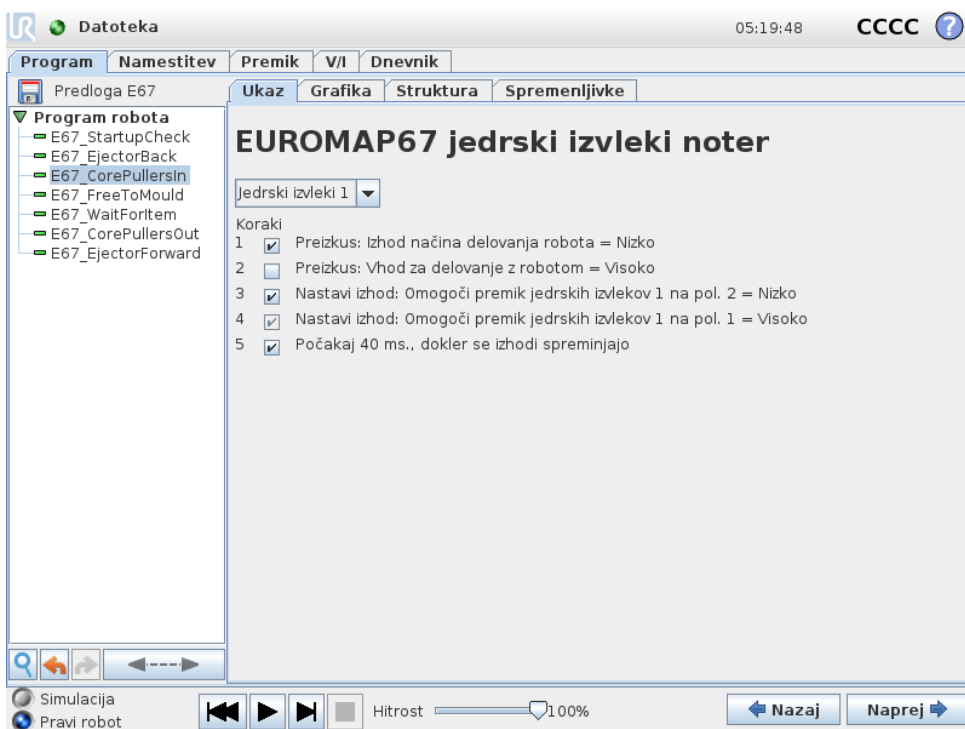 UR Datoteka 05:19:48 CCCC ?
Program Namestitev Premik V/I Dnevnik
Predloga E67
Ukaz Grafika Struktura Spremenljivke
Program robota
E67_StartupCheck
E67_EjectorBack
E67_CorePullersIn
E67_FreeToMould
E67_WaitForItem
E67_CorePullersOut
E67_EjectorForward
EUROMAP67 jedrski izvleki noter
Jedrski izvleki 1
Koraki
1 Preizkus: Izhod načina delovanja robota = Nizko
2 Preizkus: Vhod za delovanje z robotom = Visoko
3 Nastavi izhod: Omogoči premik jedrskih izvlekov 1 na pol. 2 = Nizko
4 Nastavi izhod: Omogoči premik jedrskih izvlekov 1 na pol. 1 = Visoko
5 Počakaj 40 ms., dokler se izhodi spreminjajo
Simulacija
Pravi robot
Hitrost 100%
Nazaj
Naprej